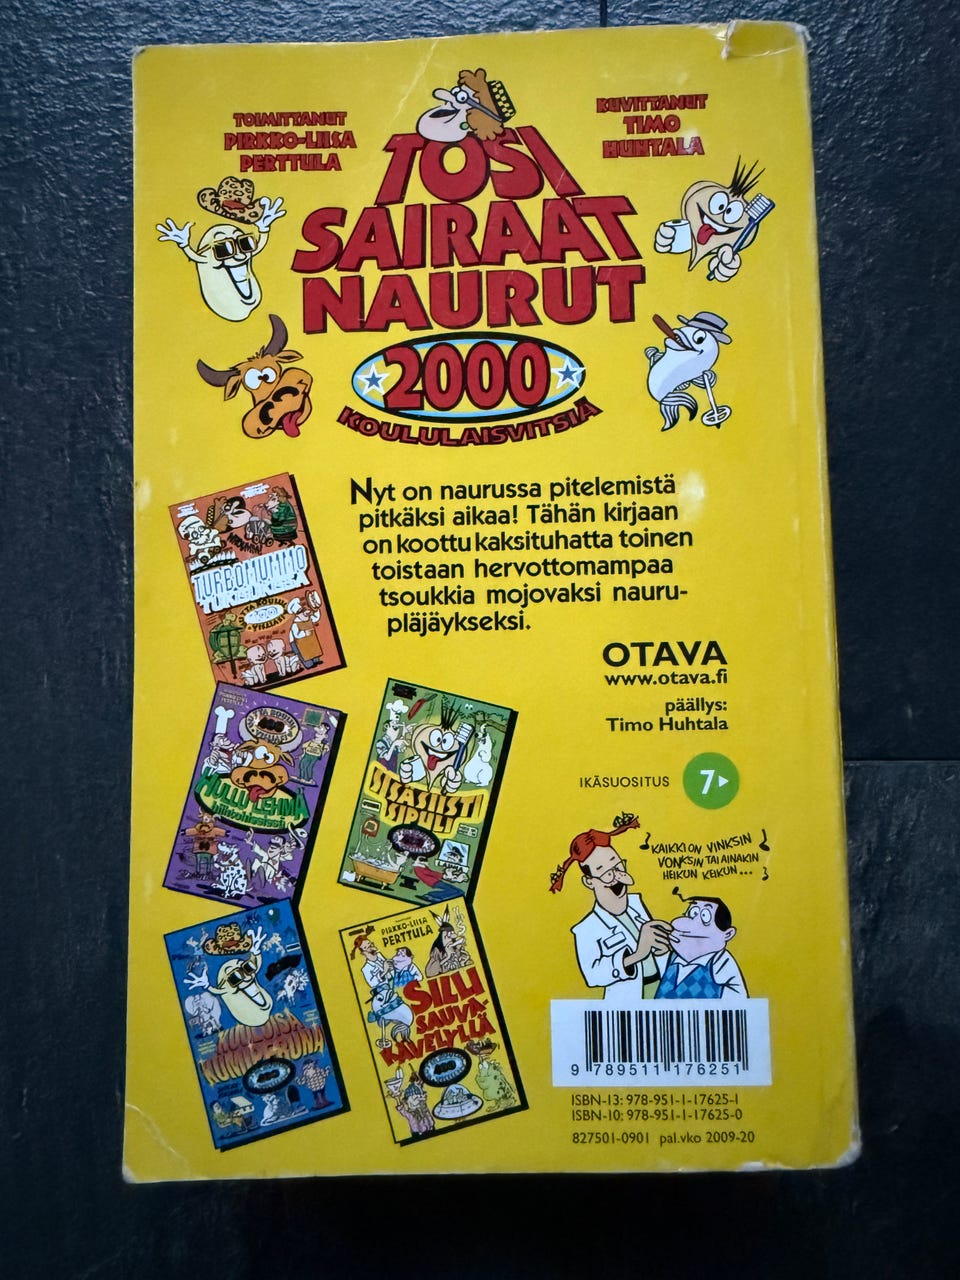 TOIMITTANUT
PIRKKO-LIISA
PERTTULA
KUVITTANUT
TIMO
HUHTALA
TOSI
SAIRAAT
NAURUT
2000
KOULULAISVITSIÄ
Nyt on naurussa pitelemistä
pitkäksi aikaa! Tähän kirjaan
on koottu kaksituhatta toinen
toistaan hervottomampaa
tsoukkia mojovaksi nauru-
pläjäykseksi.
OTAVA
www.otava.fi
päällys:
Timo Huhtala
IKÄSUOSITUS
7
TURBOMUMMO
HULLU LEHMÄ
SISÄSIISTI
SIPULI
PIRKKO-LIISA
PERTTULA
SILLI
SAUVA-
KÄVELYLLÄ
KAIKKI ON VINKSIN
VONKSIN TAI AINAKIN
HEIKUN KEIKUN...
9 789511 176251
ISBN-13: 978-951-1-17625-1
ISBN-10: 978-951-1-17625-0
827501-0901 pal.vko 2009-20